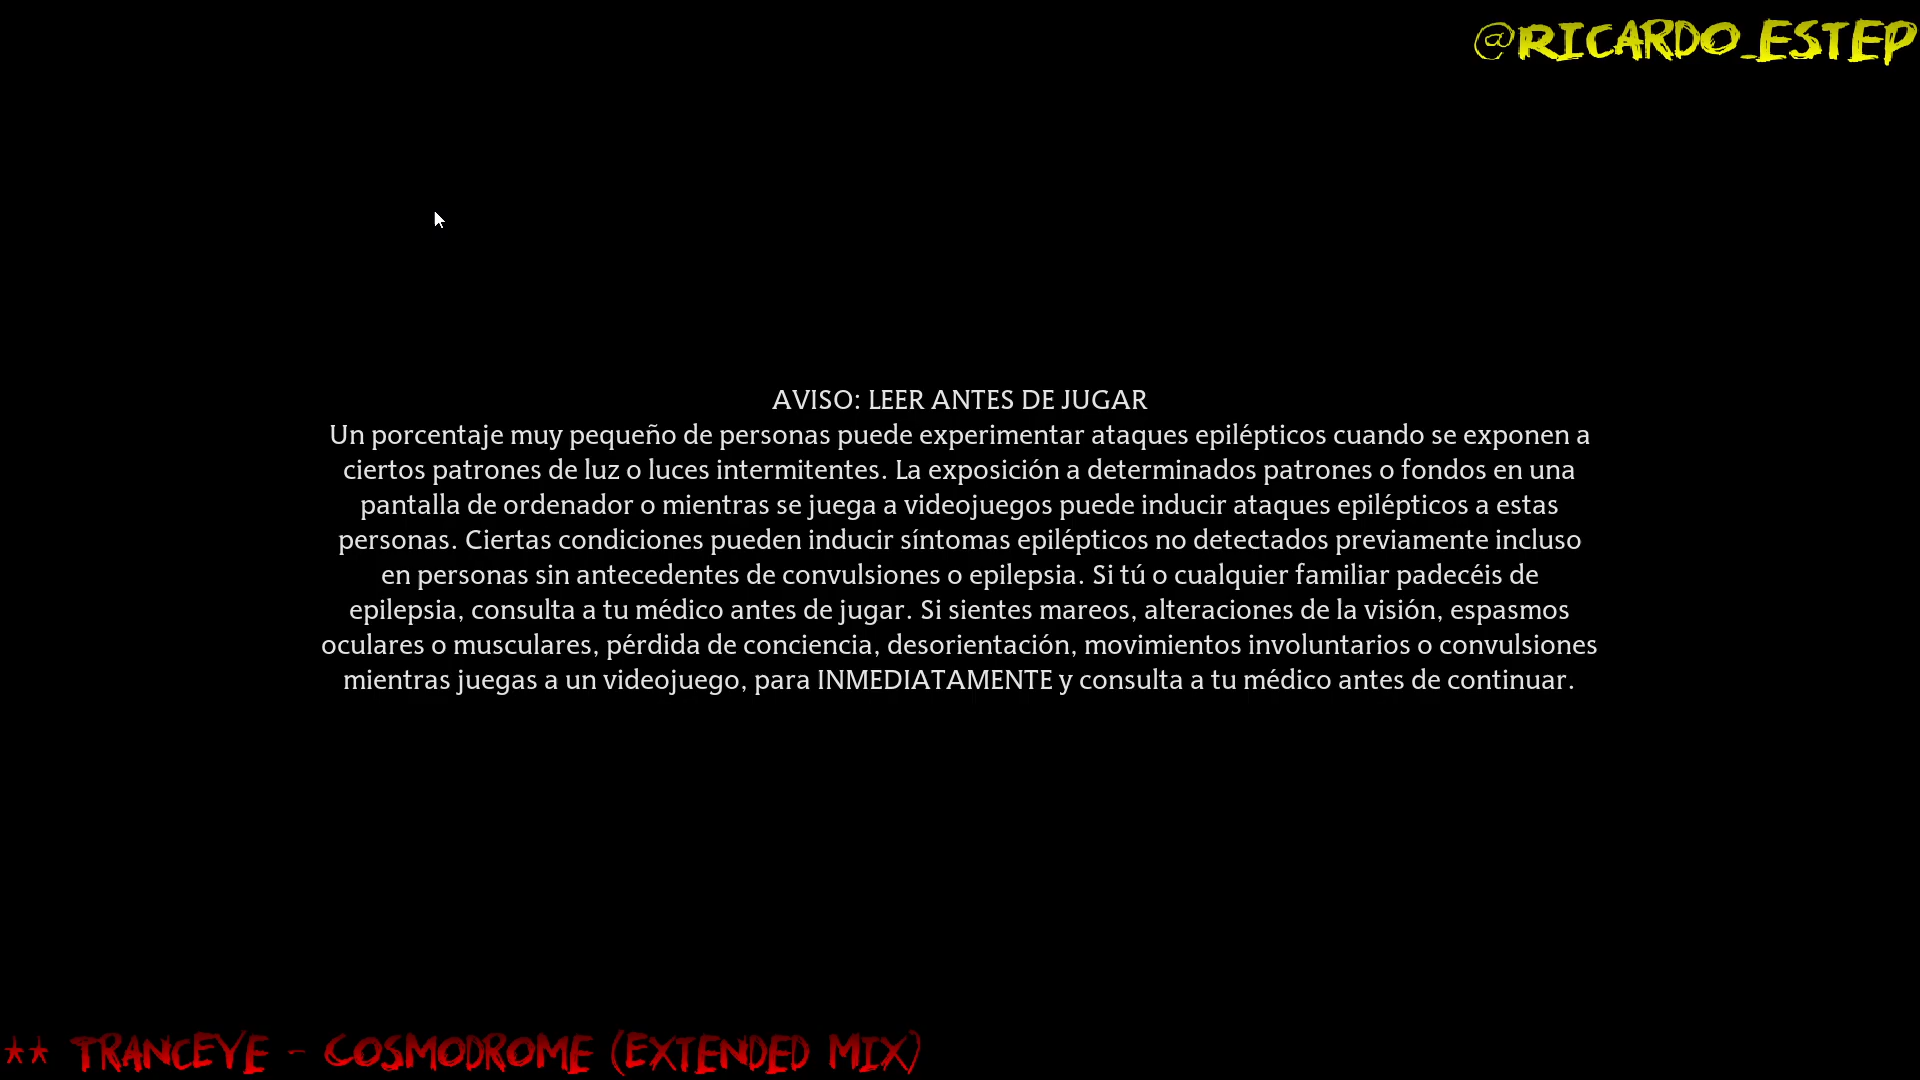 @RICARDO_ESTEP
AVISO: LEER ANTES DE JUGAR
Un porcentaje muy pequeño de personas puede experimentar ataques epilépticos cuando se exponen a
ciertos patrones de luz o luces intermitentes. La exposición a determinados patrones o fondos en una
pantalla de ordenador o mientras se juega a videojuegos puede inducir ataques epilépticos a estas
personas. Ciertas condiciones pueden inducir síntomas epilépticos no detectados previamente incluso
en personas sin antecedentes de convulsiones o epilepsia. Si tú o cualquier familiar padecéis de
epilepsia, consulta a tu médico antes de jugar. Si sientes mareos, alteraciones de la visión, espasmos
oculares o musculares, pérdida de conciencia, desorientación, movimientos involuntarios o convulsiones
mientras juegas a un videojuego, para INMEDIATAMENTE y consulta a tu médico antes de continuar.
** TRANCEYE - COSMODROME (EXTENDED MIX)